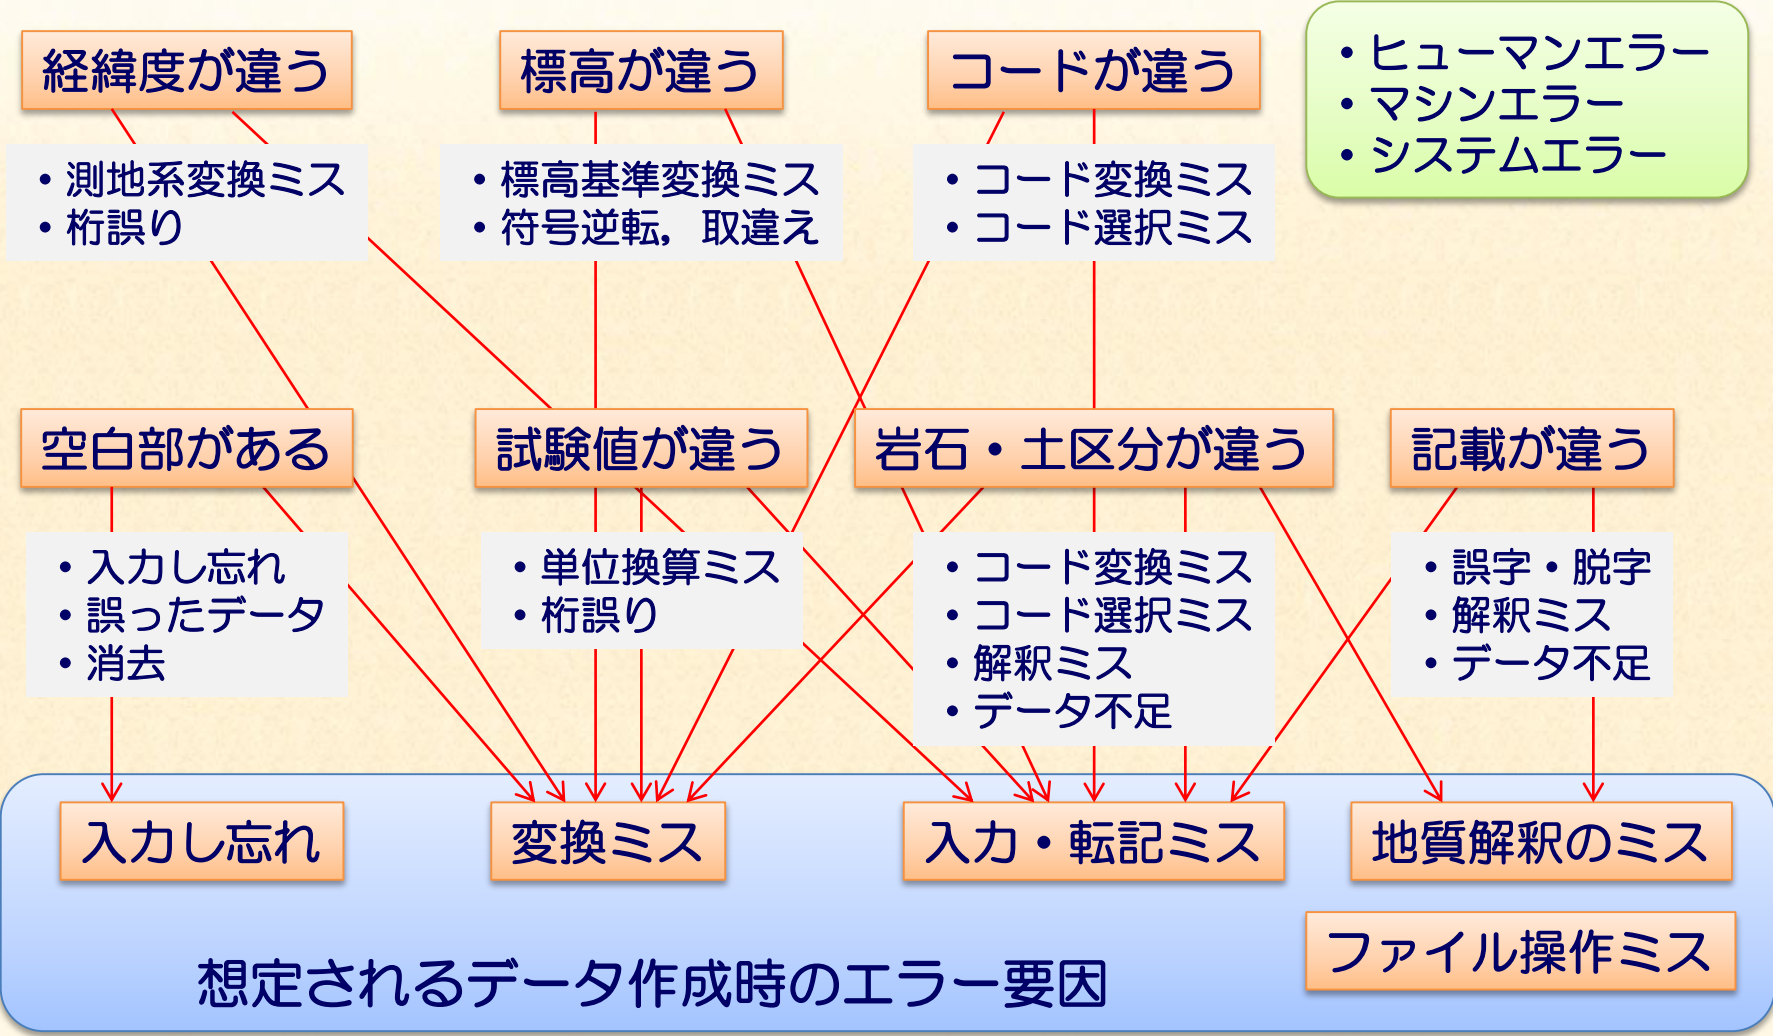 経緯度が違う
標高が違う
コードが違う
・ヒューマンエラー
・マシンエラー
・システムエラー
・測地系変換ミス
・桁誤り
・標高基準変換ミス
・符号逆転，取違え
・コード変換ミス
・コード選択ミス
空白部がある
試験値が違う
岩石・土区分が違う
記載が違う
・入力し忘れ
・誤ったデータ
・消去
・単位換算ミス
・桁誤り
・コード変換ミス
・コード選択ミス
・解釈ミス
・データ不足
・誤字・脱字
・解釈ミス
・データ不足
入力し忘れ
変換ミス
入力・転記ミス
地質解釈のミス
ファイル操作ミス
想定されるデータ作成時のエラー要因